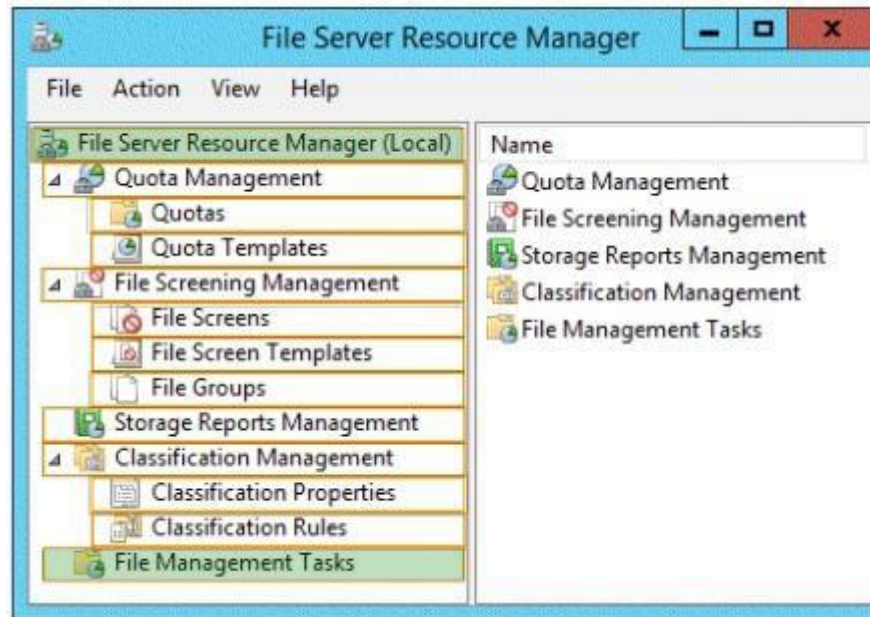 File Server Resource Manager
File Action View Help
File Server Resource Manager (Local)
Quota Management
Quotas
Quota Templates
File Screening Management
File Screens
File Screen Templates
File Groups
Storage Reports Management
Classification Management
Classification Properties
Classification Rules
File Management Tasks
Name
Quota Management
File Screening Management
Storage Reports Management
Classification Management
File Management Tasks